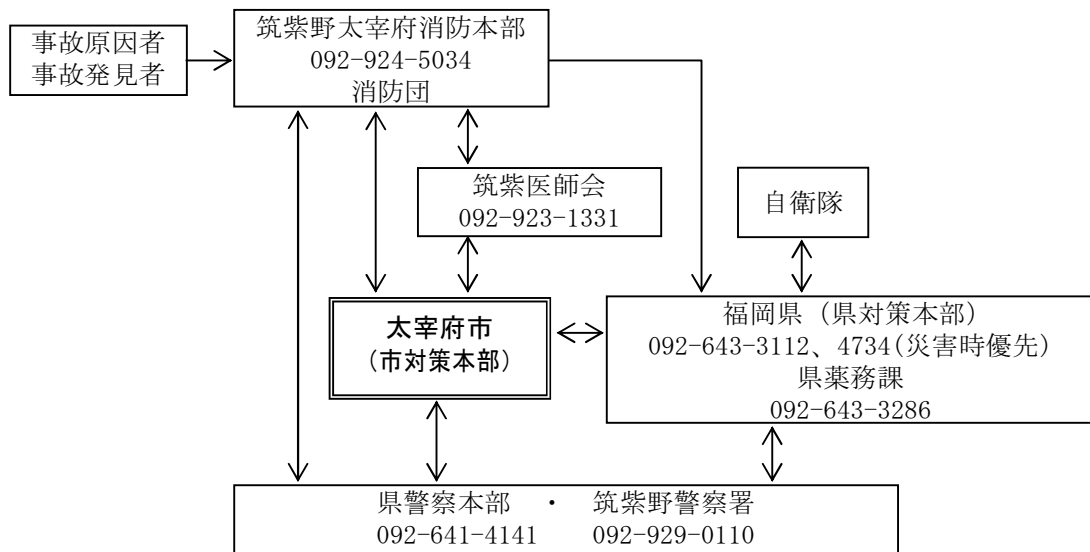 事故原因者
事故発見者
筑紫野太宰府消防本部
092-924-5034
消防団
筑紫医師会
092-923-1331
自衛隊
太宰府市
(市対策本部)
福岡県(県対策本部)
092-643-3112、4734(災害時優先)
県薬務課
092-643-3286
県警察本部 ・ 筑紫野警察署
092-641-4141 092-929-0110